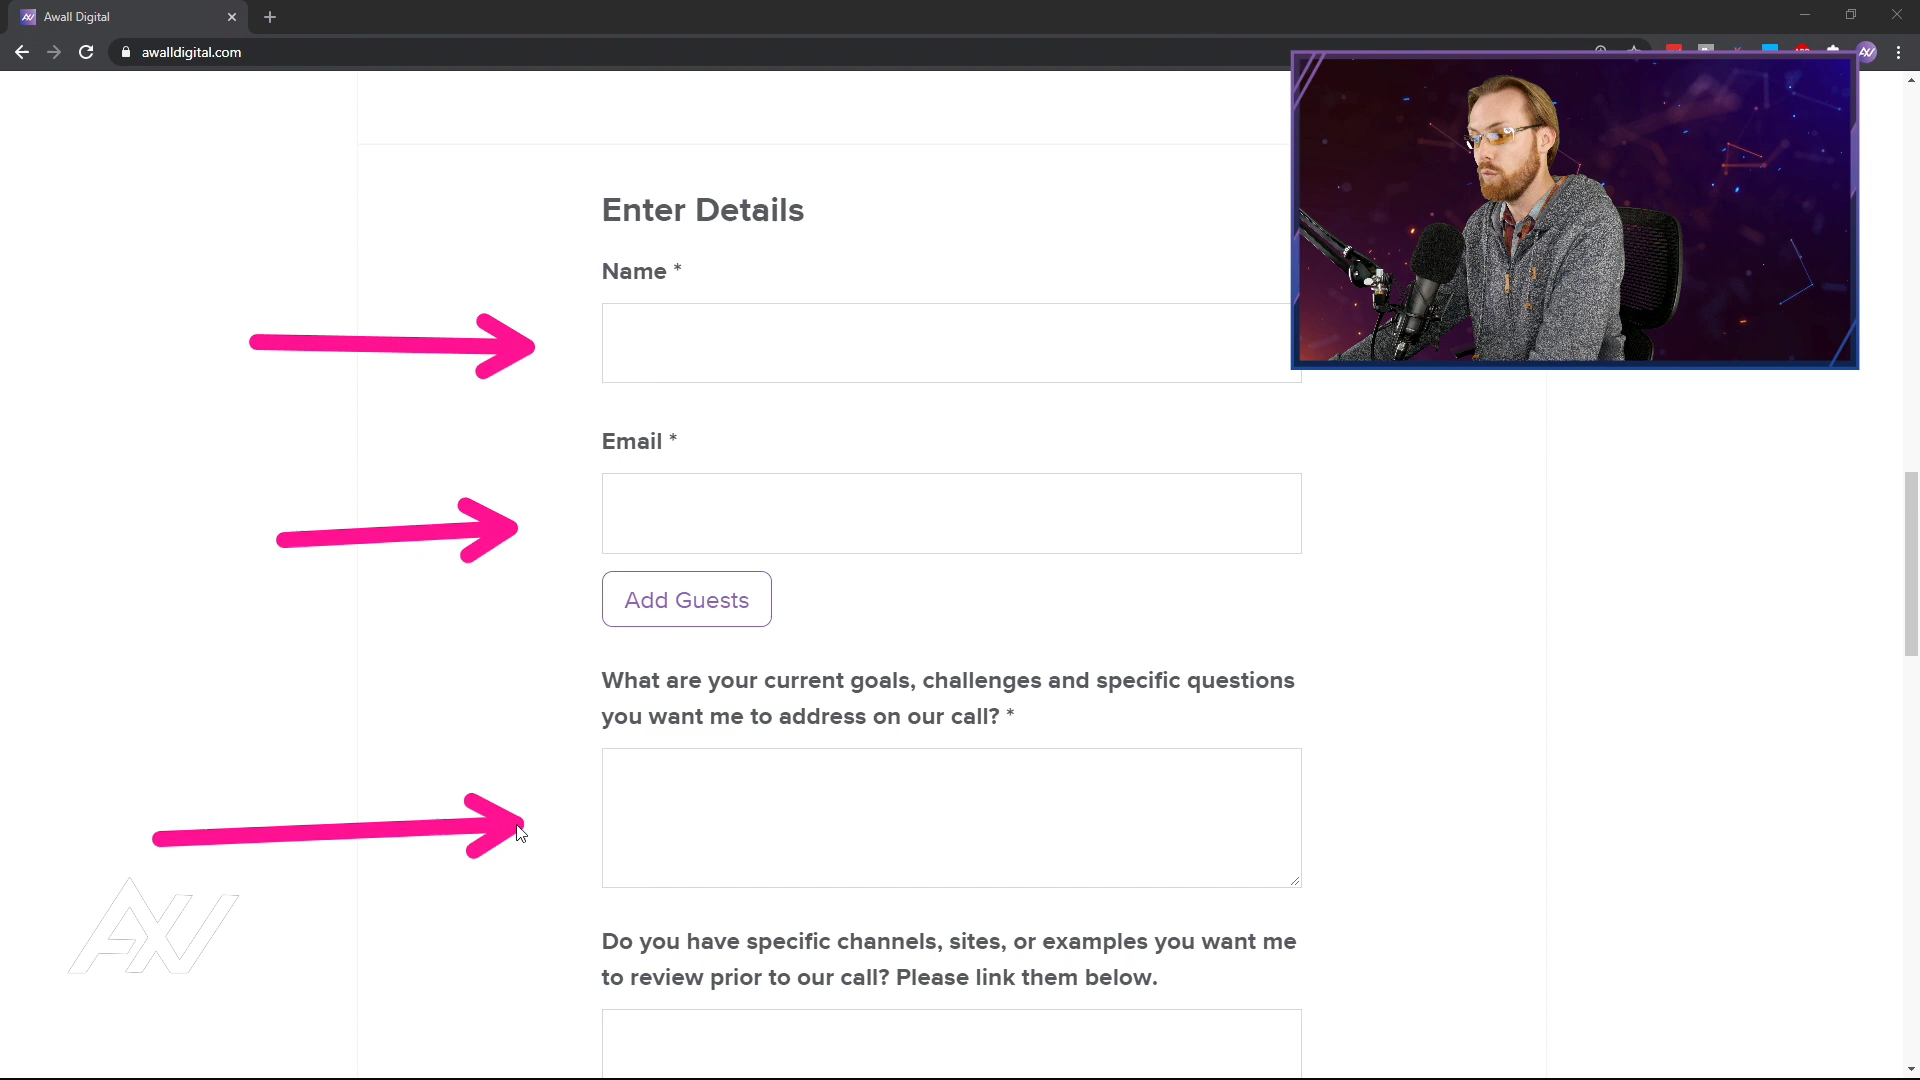 Awall Digital
awalldigital.com
Enter Details
Name *
Email *
Add Guests
What are your current goals, challenges and specific questions
you want me to address on our call? *
Do you have specific channels, sites, or examples you want me
to review prior to our call? Please link them below.